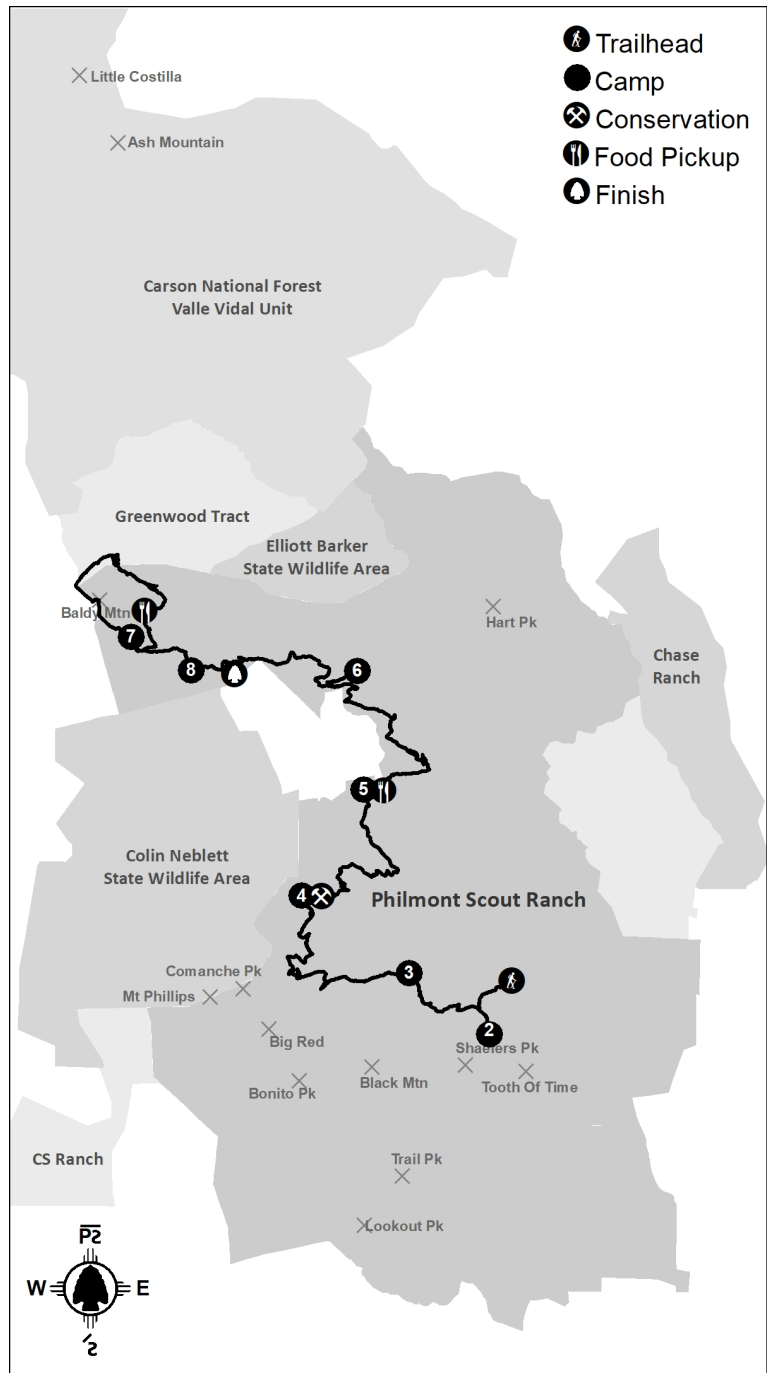 Trailhead
Camp
Conservation
Food Pickup
Finish
Little Costilla
Ash Mountain
Carson National Forest
Valle Vidal Unit
Greenwood Tract
Elliott Barker
State Wildlife Area
Baldy Mtn
Hart Pk
7
8
6
Chase
Ranch
5
Colin Neblett
State Wildlife Area
4
Philmont Scout Ranch
3
Comanche Pk
Mt Phillips
2
Big Red
Shaefers Pk
Black Mtn
Tooth Of Time
Bonito Pk
CS Ranch
Trail Pk
Lookout Pk
W
E